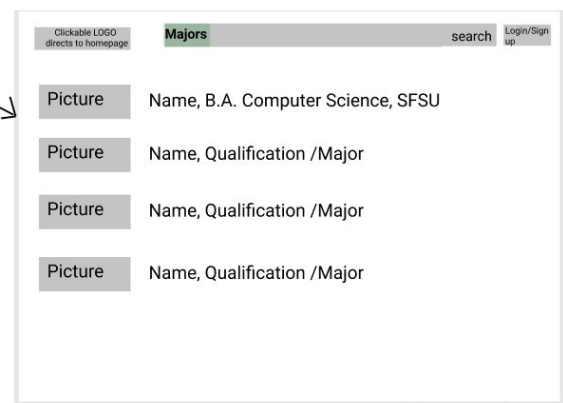 Clickable LOGO
directs to homepage
Majors
search
Login/Sign
up
Picture
Name, B.A. Computer Science, SFSU
Picture
Name, Qualification /Major
Picture
Name, Qualification /Major
Picture
Name, Qualification /Major